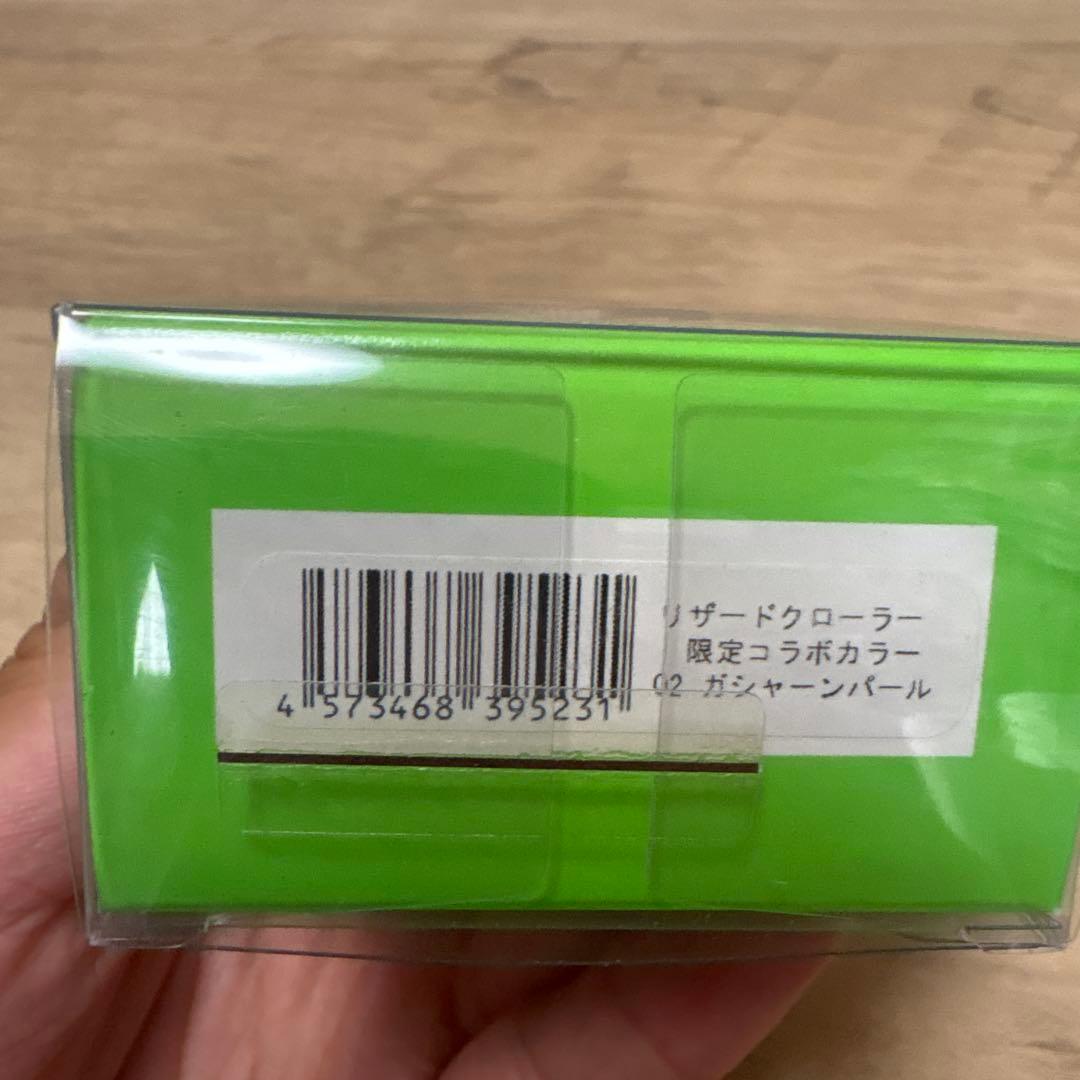 リザードクローラー
限定コラボカラー
02 ガシャーンパール
4 573468 395231